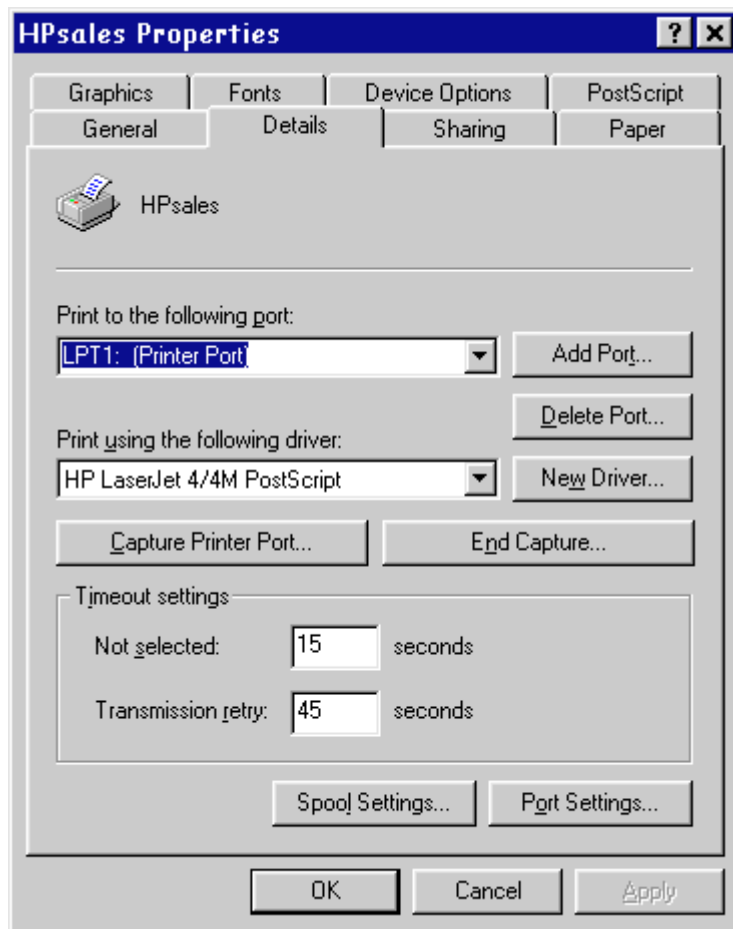 HPsales Properties
Graphics Fonts Device Options PostScript
General Details Sharing Paper
HPsales
Print to the following port:
LPT1:  (Printer Port) Add Port...
Delete Port...
Print using the following driver:
HP LaserJet 4/4M PostScript New Driver...
Capture Printer Port... End Capture...
Timeout settings
Not selected: 15 seconds
Transmission retry: 45 seconds
Spool Settings... Port Settings...
OK Cancel Apply